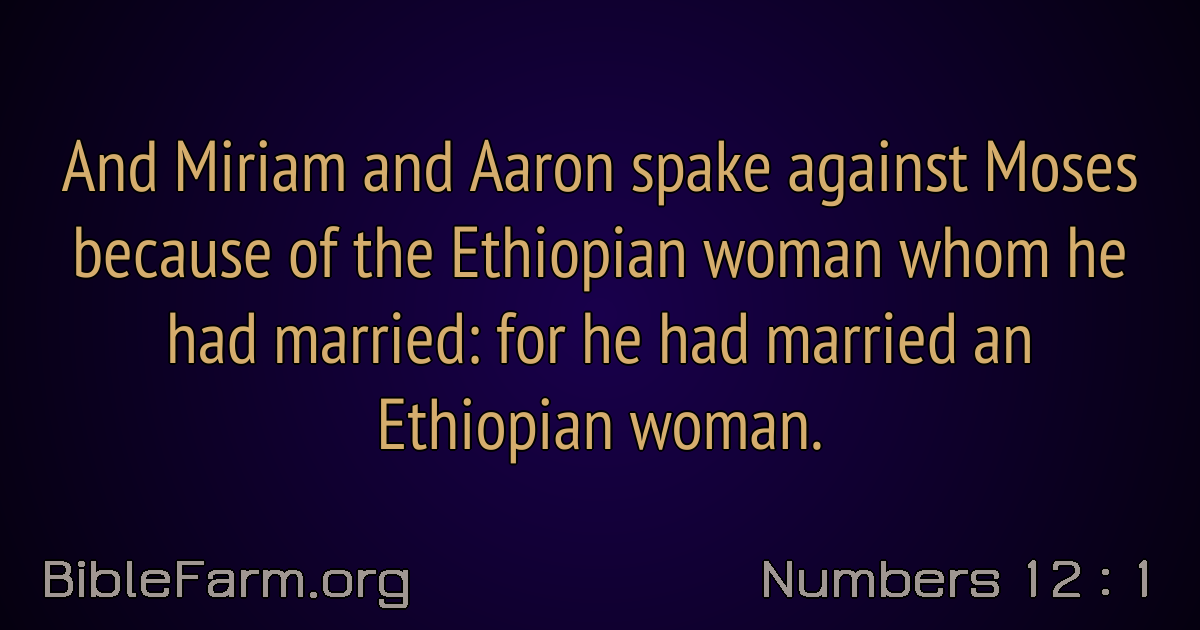 And Miriam and Aaron spake against Moses
because of the Ethiopian woman whom he
had married: for he had married an
Ethiopian woman.
BibleFarm.org
Numbers 12 : 1